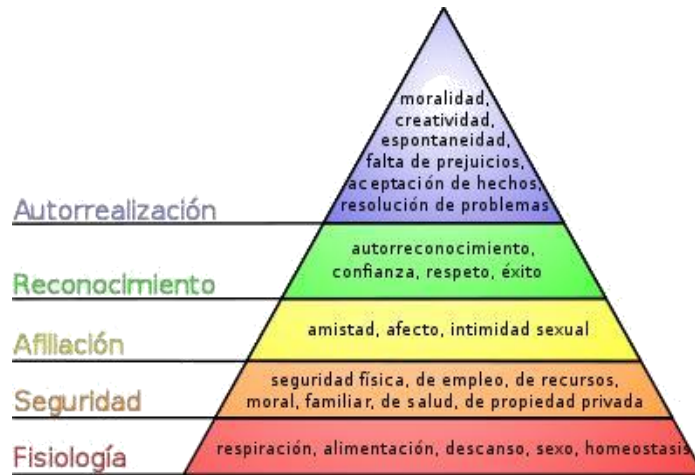 moralidad,
creatividad,
espontaneidad,
falta de prejuicios,
aceptación de hechos,
resolución de problemas
Autorrealización
autorreconocimiento,
confianza, respeto, éxito
Reconocimiento
amistad, afecto, intimidad sexual
Afiliación
seguridad física, de empleo, de recursos,
moral, familiar, de salud, de propiedad privada
Seguridad
respiración, alimentación, descanso, sexo, homeostasis
Fisiología